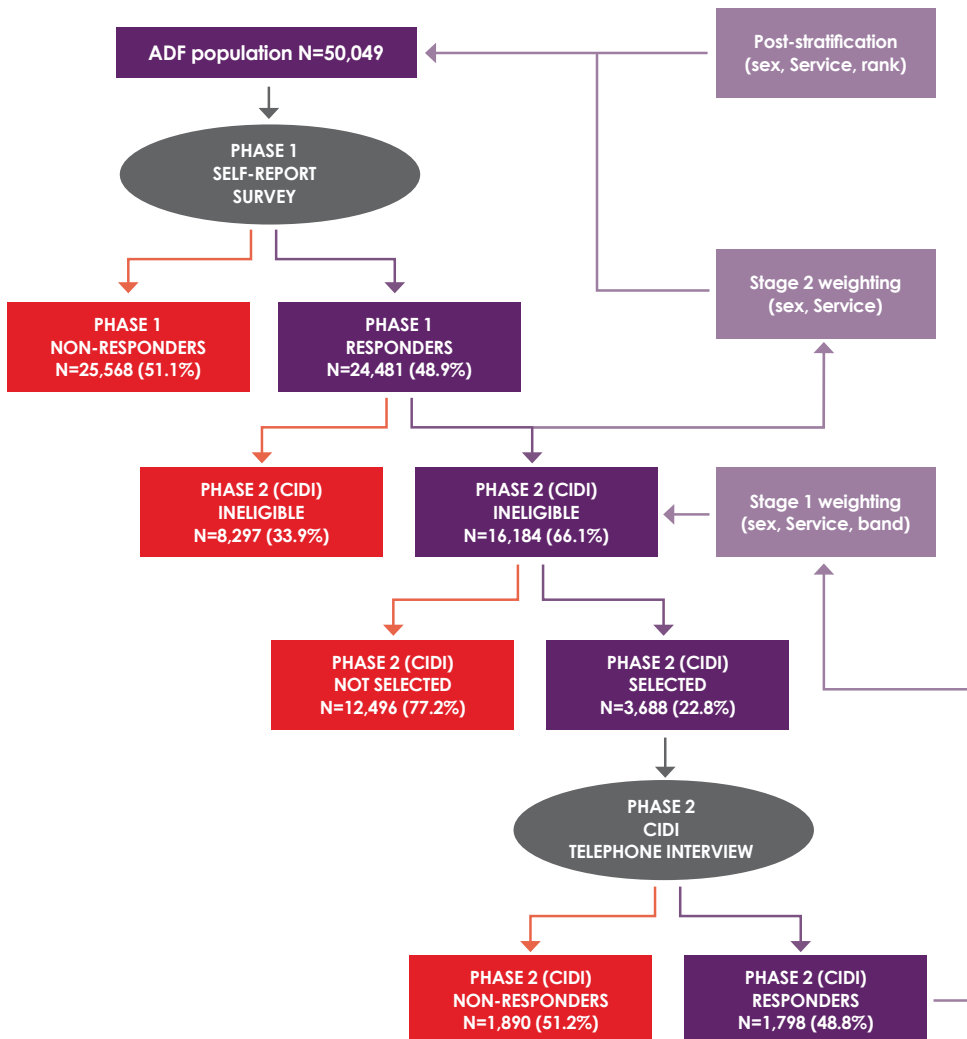 ADF population N=50,049
Post-stratification
(sex, Service, rank)
PHASE 1
SELF-REPORT
SURVEY
Stage 2 weighting
(sex, Service)
PHASE 1
NON-RESPONDERS
N=25,568 (51.1%)
PHASE 1
RESPONDERS
N=24,481 (48.9%)
PHASE 2 (CIDI)
INELIGIBLE
N=8,297 (33.9%)
PHASE 2 (CIDI)
INELIGIBLE
N=16,184 (66.1%)
Stage 1 weighting
(sex, Service, band)
PHASE 2 (CIDI)
NOT SELECTED
N=12,496 (77.2%)
PHASE 2 (CIDI)
SELECTED
N=3,688 (22.8%)
PHASE 2
CIDI
TELEPHONE INTERVIEW
PHASE 2 (CIDI)
NON-RESPONDERS
N=1,890 (51.2%)
PHASE 2 (CIDI)
RESPONDERS
N=1,798 (48.8%)